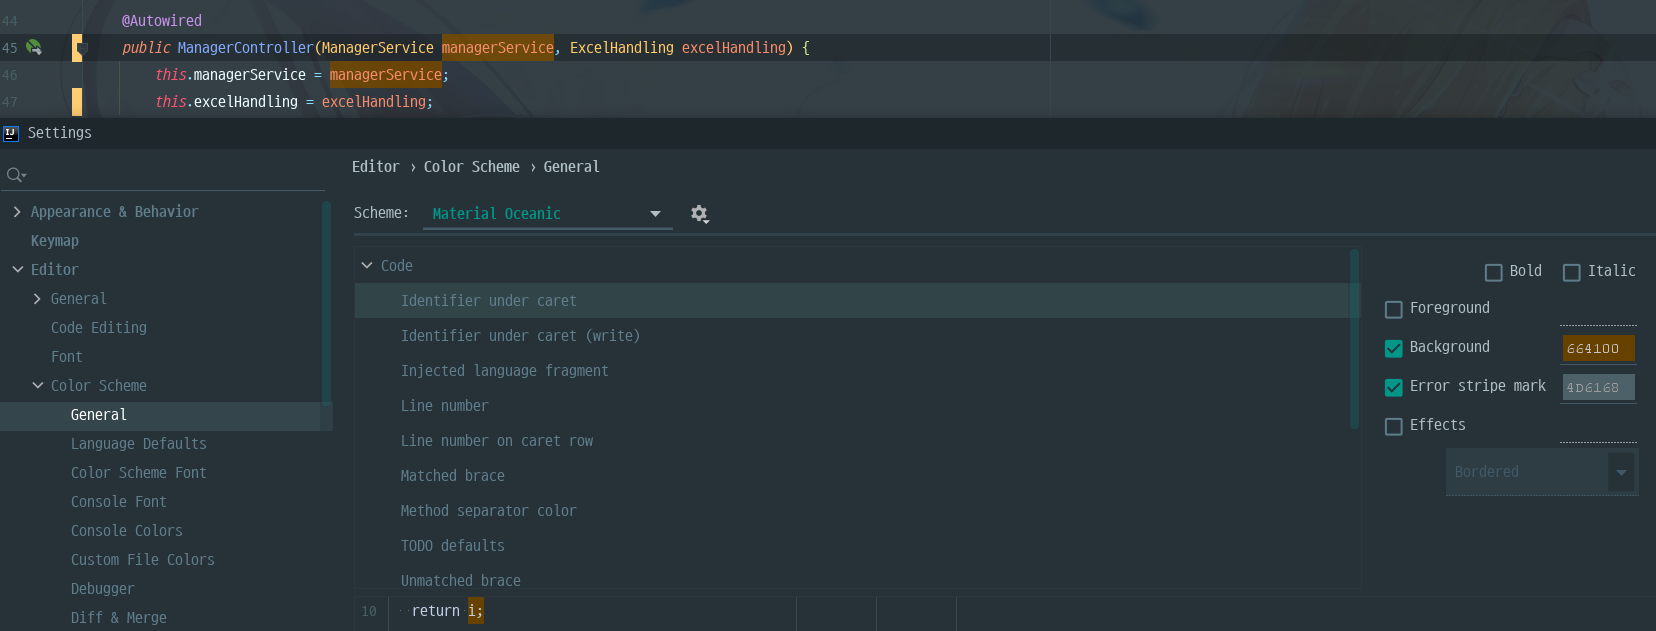 44 @Autowired
45 public ManagerController(ManagerService managerService, ExcelHandling excelHandling) {
46 this.managerService = managerService;
47 this.excelHandling = excelHandling;
IJ Settings
Editor › Color Scheme › General
Appearance & Behavior
Keymap
Editor
General
Code Editing
Font
Color Scheme
General
Language Defaults
Color Scheme Font
Console Font
Console Colors
Custom File Colors
Debugger
Diff & Merge
Scheme: Material Oceanic
Code
Identifier under caret
Identifier under caret (write)
Injected language fragment
Line number
Line number on caret row
Matched brace
Method separator color
TODO defaults
Unmatched brace
10 return i;
Bold Italic
Foreground
Background 664100
Error stripe mark 4D6168
Effects
Bordered